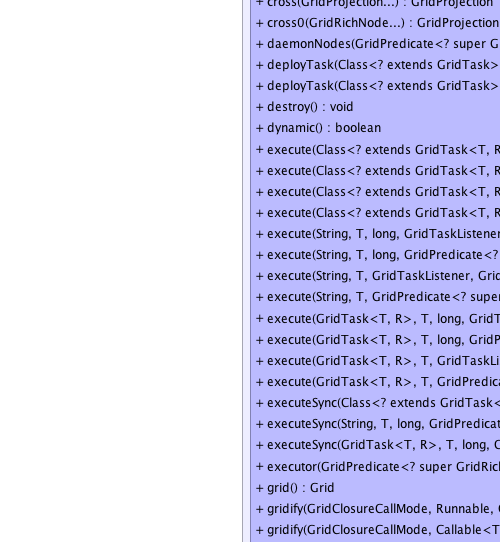 + cross(GridProjection...) : GridProjection
+ cross0(GridRichNode...) : GridProjection
+ daemonNodes(GridPredicate<? super G
+ deployTask(Class<? extends GridTask>
+ deployTask(Class<? extends GridTask>
+ destroy() : void
+ dynamic() : boolean
+ execute(Class<? extends GridTask<T, R
+ execute(Class<? extends GridTask<T, R
+ execute(Class<? extends GridTask<T, R
+ execute(Class<? extends GridTask<T, R
+ execute(String, T, long, GridTaskListener
+ execute(String, T, long, GridPredicate<?
+ execute(String, T, GridTaskListener, Grid
+ execute(String, T, GridPredicate<? super
+ execute(GridTask<T, R>, T, long, GridT
+ execute(GridTask<T, R>, T, long, GridP
+ execute(GridTask<T, R>, T, GridTaskLi
+ execute(GridTask<T, R>, T, GridPredica
+ executeSync(Class<? extends GridTask<
+ executeSync(String, T, long, GridPredicat
+ executeSync(GridTask<T, R>, T, long, G
+ executor(GridPredicate<? super GridRich
+ grid() : Grid
+ gridify(GridClosureCallMode, Runnable, G
+ gridify(GridClosureCallMode, Callable<T